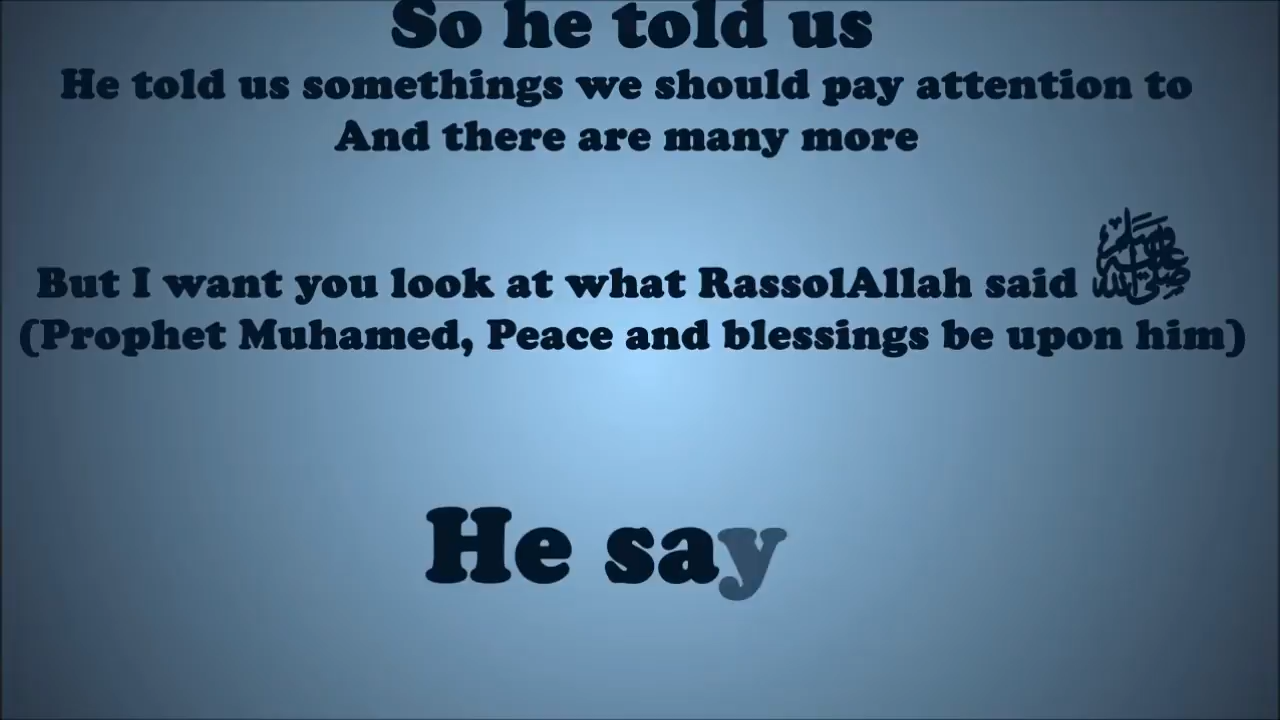 So he told us
He told us somethings we should pay attention to
And there are many more
But I want you look at what RassolAllah said ﷺ
(Prophet Muhamed, Peace and blessings be upon him)
He say